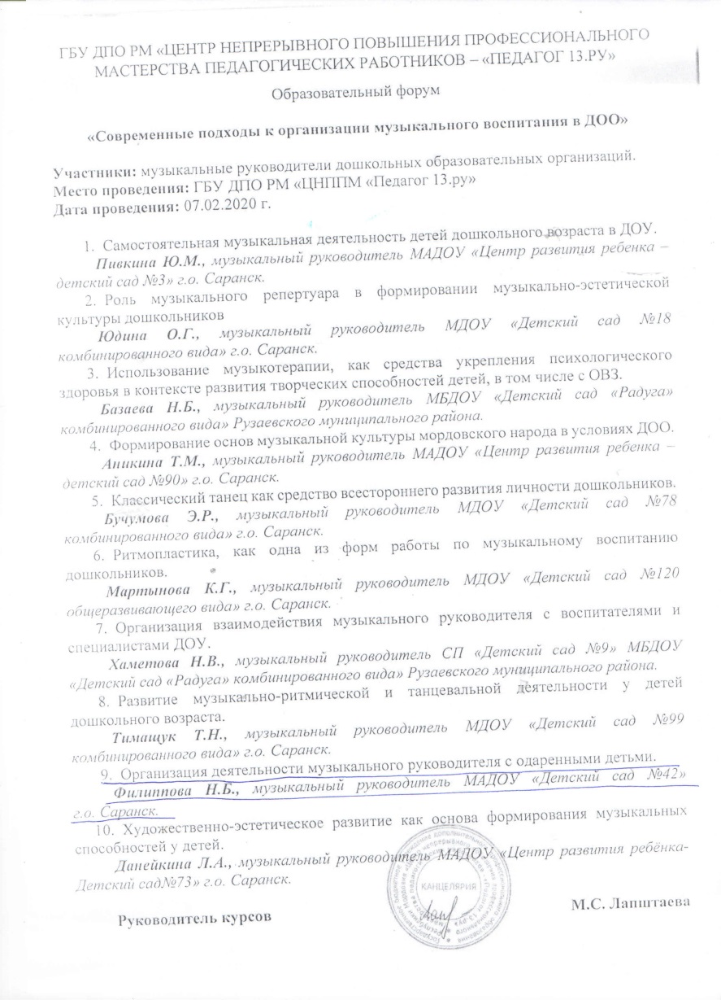 ГБУ ДПО РМ «ЦЕНТР НЕПРЕРЫВНОГО ПОВЫШЕНИЯ ПРОФЕССИОНАЛЬНОГО
МАСТЕРСТВА ПЕДАГОГИЧЕСКИХ РАБОТНИКОВ – «ПЕДАГОГ 13.РУ»
Образовательный форум
«Современные подходы к организации музыкального воспитания в ДОО»
Участники: музыкальные руководители дошкольных образовательных организаций.
Место проведения: ГБУ ДПО РМ «ЦНППМ «Педагог 13.ру»
Дата проведения: 07.02.2020 г.
1. Самостоятельная музыкальная деятельность детей дошкольного возраста в ДОУ.
Пивкина Ю.М., музыкальный руководитель МАДОУ «Центр развития ребенка –
детский сад №3» г.о. Саранск.
2. Роль музыкального репертуара в формировании музыкально-эстетической
культуры дошкольников
Юдина О.Г., музыкальный руководитель МДОУ «Детский сад №18
комбинированного вида» г.о. Саранск.
3. Использование музыкотерапии, как средства укрепления психологического
здоровья в контексте развития творческих способностей детей, в том числе с ОВЗ.
Базаева Н.Б., музыкальный руководитель МБДОУ «Детский сад «Радуга»
комбинированного вида» Рузаевского муниципального района.
4. Формирование основ музыкальной культуры мордовского народа в условиях ДОО.
Аникина Т.М., музыкальный руководитель МАДОУ «Центр развития ребенка –
детский сад №90» г.о. Саранск.
5. Классический танец как средство всестороннего развития личности дошкольников.
Бучумова Э.Р., музыкальный руководитель МДОУ «Детский сад №78
комбинированного вида» г.о. Саранск.
6. Ритмопластика, как одна из форм работы по музыкальному воспитанию
дошкольников.
Мартынова К.Г., музыкальный руководитель МДОУ «Детский сад №120
общеразвивающего вида» г.о. Саранск.
7. Организация взаимодействия музыкального руководителя с воспитателями и
специалистами ДОУ.
Хаметова Н.В., музыкальный руководитель СП «Детский сад №9» МБДОУ
«Детский сад «Радуга» комбинированного вида» Рузаевского муниципального района.
8. Развитие музыкально-ритмической и танцевальной деятельности у детей
дошкольного возраста.
Тимащук Т.Н., музыкальный руководитель МДОУ «Детский сад №99
комбинированного вида» г.о. Саранск.
9. Организация деятельности музыкального руководителя с одаренными детьми.
Филиппова Н.Б., музыкальный руководитель МАДОУ «Детский сад №42»
г.о. Саранск.
10. Художественно-эстетическое развитие как основа формирования музыкальных
способностей у детей.
Данейкина Л.А., музыкальный руководитель МАДОУ «Центр развития ребёнка-
Детский сад№73» г.о. Саранск.
КАНЦЕЛЯРИЯ
Руководитель курсов М.С. Лапштаева